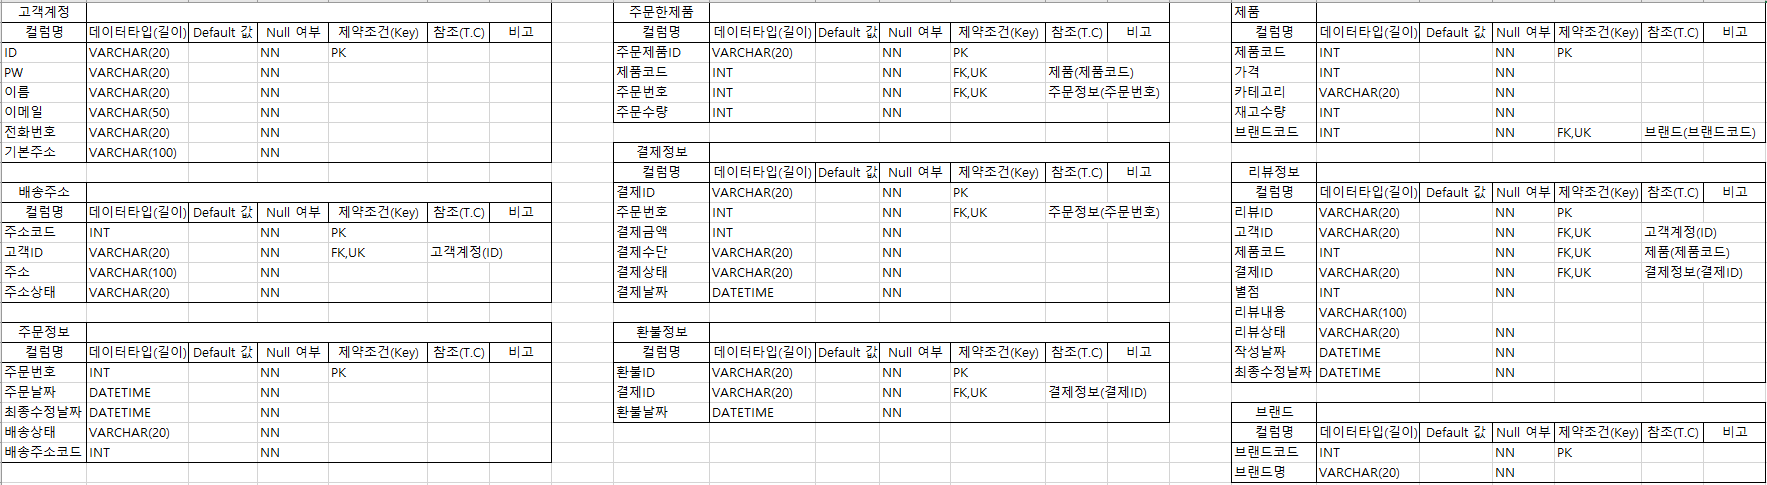 고객계정
컬럼명 데이터타입(길이) Default 값 Null 여부 제약조건(Key) 참조(T.C) 비고
ID VARCHAR(20) NN PK
PW VARCHAR(20) NN
이름 VARCHAR(20) NN
이메일 VARCHAR(50) NN
전화번호 VARCHAR(20) NN
기본주소 VARCHAR(100) NN
배송주소
컬럼명 데이터타입(길이) Default 값 Null 여부 제약조건(Key) 참조(T.C) 비고
주소코드 INT NN PK
고객ID VARCHAR(20) NN FK,UK 고객계정(ID)
주소 VARCHAR(100) NN
주소상태 VARCHAR(20) NN
주문정보
컬럼명 데이터타입(길이) Default 값 Null 여부 제약조건(Key) 참조(T.C) 비고
주문번호 INT NN PK
주문날짜 DATETIME NN
최종수정날짜 DATETIME NN
배송상태 VARCHAR(20) NN
배송주소코드 INT NN
주문한제품
컬럼명 데이터타입(길이) Default 값 Null 여부 제약조건(Key) 참조(T.C) 비고
주문제품ID VARCHAR(20) NN PK
제품코드 INT NN FK,UK 제품(제품코드)
주문번호 INT NN FK,UK 주문정보(주문번호)
주문수량 INT NN
결제정보
컬럼명 데이터타입(길이) Default 값 Null 여부 제약조건(Key) 참조(T.C) 비고
결제ID VARCHAR(20) NN PK
주문번호 INT NN FK,UK 주문정보(주문번호)
결제금액 INT NN
결제수단 VARCHAR(20) NN
결제상태 VARCHAR(20) NN
결제날짜 DATETIME NN
환불정보
컬럼명 데이터타입(길이) Default 값 Null 여부 제약조건(Key) 참조(T.C) 비고
환불ID VARCHAR(20) NN PK
결제ID VARCHAR(20) NN FK,UK 결제정보(결제ID)
환불날짜 DATETIME NN
제품
컬럼명 데이터타입(길이) Default 값 Null 여부 제약조건(Key) 참조(T.C) 비고
제품코드 INT NN PK
가격 INT NN
카테고리 VARCHAR(20) NN
재고수량 INT NN
브랜드코드 INT NN FK,UK 브랜드(브랜드코드)
리뷰정보
컬럼명 데이터타입(길이) Default 값 Null 여부 제약조건(Key) 참조(T.C) 비고
리뷰ID VARCHAR(20) NN PK
고객ID VARCHAR(20) NN FK,UK 고객계정(ID)
제품코드 INT NN FK,UK 제품(제품코드)
결제ID VARCHAR(20) NN FK,UK 결제정보(결제ID)
별점 INT NN
리뷰내용 VARCHAR(100)
리뷰상태 VARCHAR(20) NN
작성날짜 DATETIME NN
최종수정날짜 DATETIME NN
브랜드
컬럼명 데이터타입(길이) Default 값 Null 여부 제약조건(Key) 참조(T.C) 비고
브랜드코드 INT NN PK
브랜드명 VARCHAR(20) NN